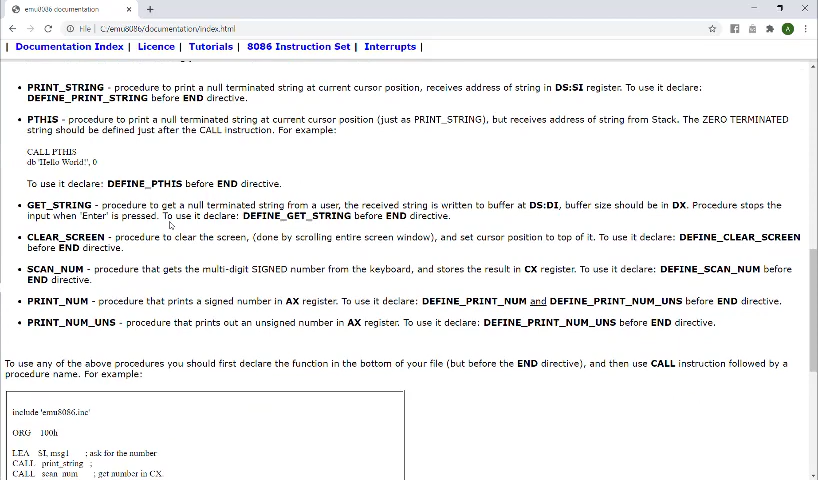 emu8086 documentation
File | C:/emu8086/documentation/index.html
A
| Documentation Index | Licence | Tutorials | 8086 Instruction Set | Interrupts |
• PRINT_STRING - procedure to print a null terminated string at current cursor position, receives address of string in DS:SI register. To use it declare:
DEFINE_PRINT_STRING before END directive.
• PTHIS - procedure to print a null terminated string at current cursor position (just as PRINT_STRING), but receives address of string from Stack. The ZERO TERMINATED
string should be defined just after the CALL instruction. For example:
CALL PTHIS
db 'Hello World!', 0
To use it declare: DEFINE_PTHIS before END directive.
• GET_STRING - procedure to get a null terminated string from a user, the received string is written to buffer at DS:DI, buffer size should be in DX. Procedure stops the
input when 'Enter' is pressed. To use it declare: DEFINE_GET_STRING before END directive.
• CLEAR_SCREEN - procedure to clear the screen, (done by scrolling entire screen window), and set cursor position to top of it. To use it declare: DEFINE_CLEAR_SCREEN
before END directive.
• SCAN_NUM - procedure that gets the multi-digit SIGNED number from the keyboard, and stores the result in CX register. To use it declare: DEFINE_SCAN_NUM before
END directive.
• PRINT_NUM - procedure that prints a signed number in AX register. To use it declare: DEFINE_PRINT_NUM and DEFINE_PRINT_NUM_UNS before END directive.
• PRINT_NUM_UNS - procedure that prints out an unsigned number in AX register. To use it declare: DEFINE_PRINT_NUM_UNS before END directive.
To use any of the above procedures you should first declare the function in the bottom of your file (but before the END directive), and then use CALL instruction followed by a
procedure name. For example:
include 'emu8086.inc'
ORG 100h
LEA SI, msg1 ; ask for the number
CALL print_string ;
CALL scan_num ; get number in CX.